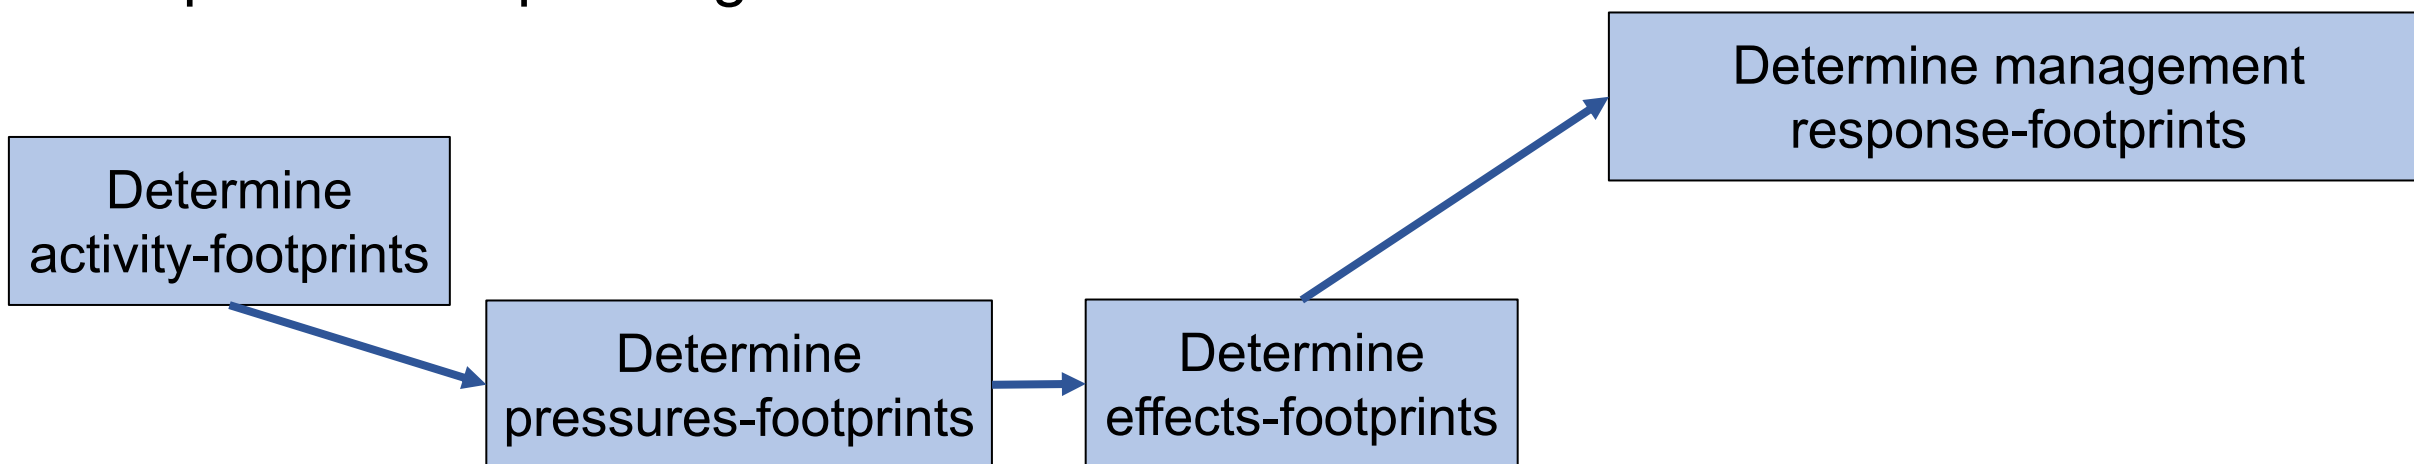 Determine management
response-footprints
Determine
activity-footprints
Determine
pressures-footprints
Determine
effects-footprints